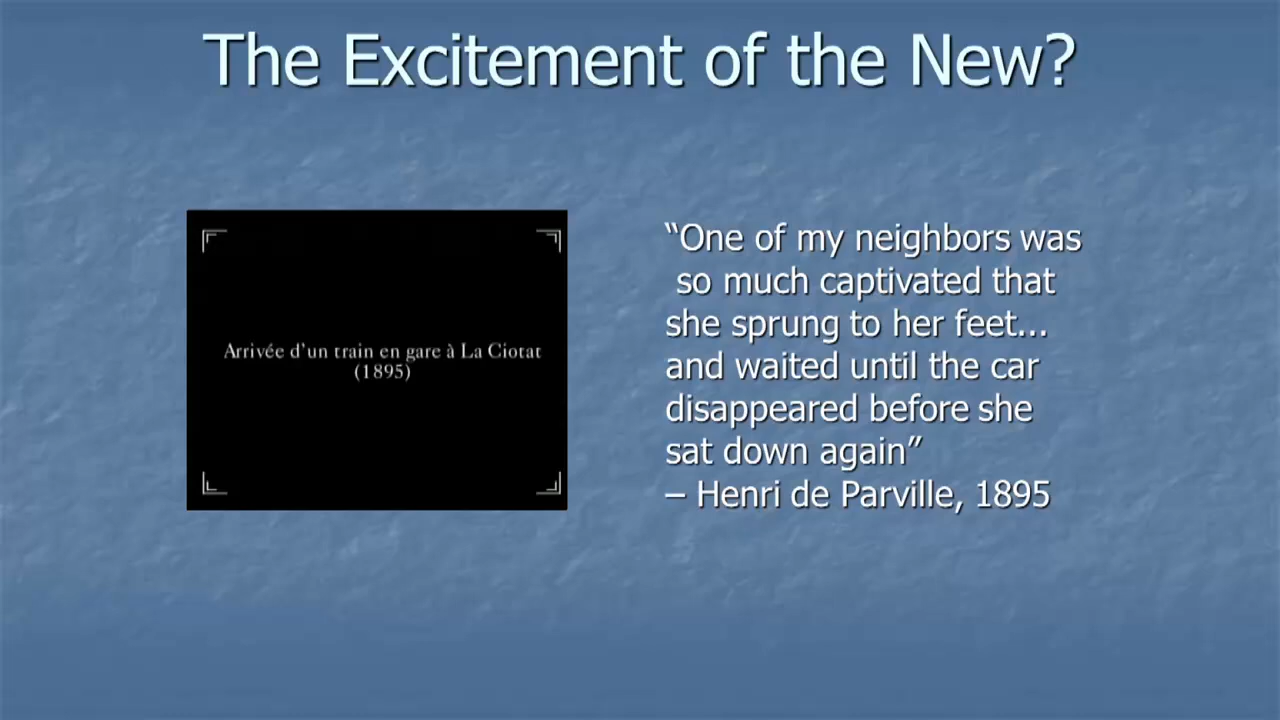 The Excitement of the New?
Arrivée d'un train en gare à La Ciotat
(1895)
“One of my neighbors was
so much captivated that
she sprung to her feet...
and waited until the car
disappeared before she
sat down again”
– Henri de Parville, 1895